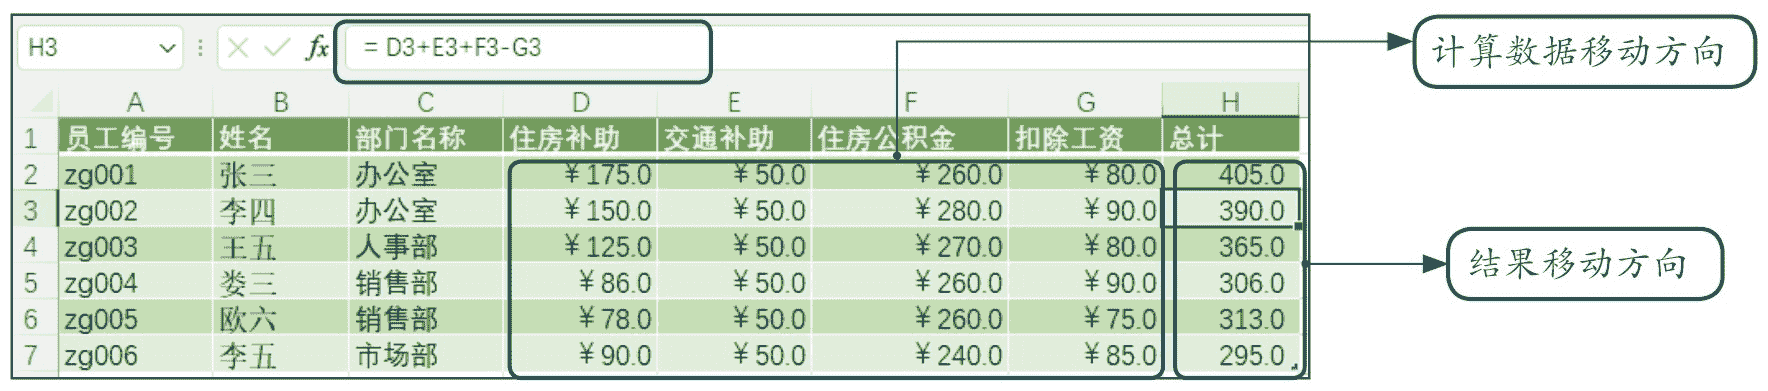 H3 fx = D3+E3+F3-G3
计算数据移动方向
A B C D E F G H
1 员工编号 姓名 部门名称 住房补助 交通补助 住房公积金 扣除工资 总计
2 zg001 张三 办公室 ¥175.0 ¥50.0 ¥260.0 ¥80.0 405.0
3 zg002 李四 办公室 ¥150.0 ¥50.0 ¥280.0 ¥90.0 390.0
4 zg003 王五 人事部 ¥125.0 ¥50.0 ¥270.0 ¥80.0 365.0
结果移动方向
5 zg004 娄三 销售部 ¥86.0 ¥50.0 ¥260.0 ¥90.0 306.0
6 zg005 欧六 销售部 ¥78.0 ¥50.0 ¥260.0 ¥75.0 313.0
7 zg006 李五 市场部 ¥90.0 ¥50.0 ¥240.0 ¥85.0 295.0